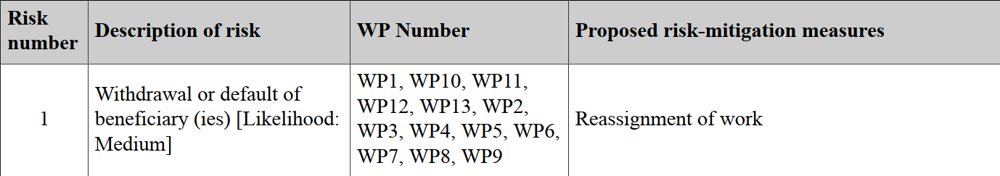 Risk number
Description of risk
WP Number
Proposed risk-mitigation measures
1
Withdrawal or default of
beneficiary (ies) [Likelihood:
Medium]
WP1, WP10, WP11,
WP12, WP13, WP2,
WP3, WP4, WP5, WP6,
WP7, WP8, WP9
Reassignment of work